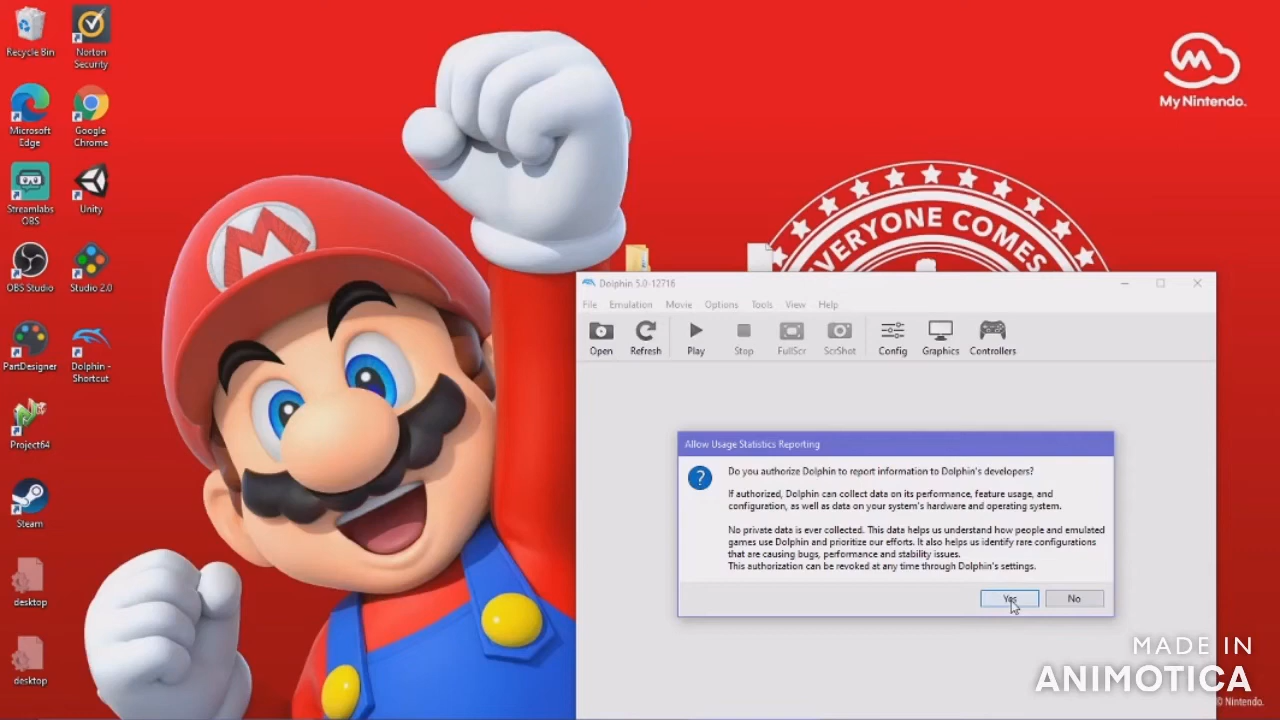 Recycle Bin
Norton
Security
Microsoft
Edge
Google
Chrome
Streamlabs
OBS
Unity
OBS Studio
Studio 2.0
PartDesigner
Dolphin -
Shortcut
Project64
Steam
desktop
desktop
M
My Nintendo.
EVERYONE COMES
Dolphin 5.0-12716
File Emulation Movie Options Tools View Help
Open Refresh Play Stop FullScr ScrShot Config Graphics Controllers
Allow Usage Statistics Reporting
Do you authorize Dolphin to report information to Dolphin's developers?
If authorized, Dolphin can collect data on its performance, feature usage, and
configuration, as well as data on your system's hardware and operating system.
No private data is ever collected. This data helps us understand how people and emulated
games use Dolphin and prioritize our efforts. It also helps us identify rare configurations
that are causing bugs, performance and stability issues.
This authorization can be revoked at any time through Dolphin's settings.
Yes No
MADE IN
ANIMOTICA
© Nintendo.